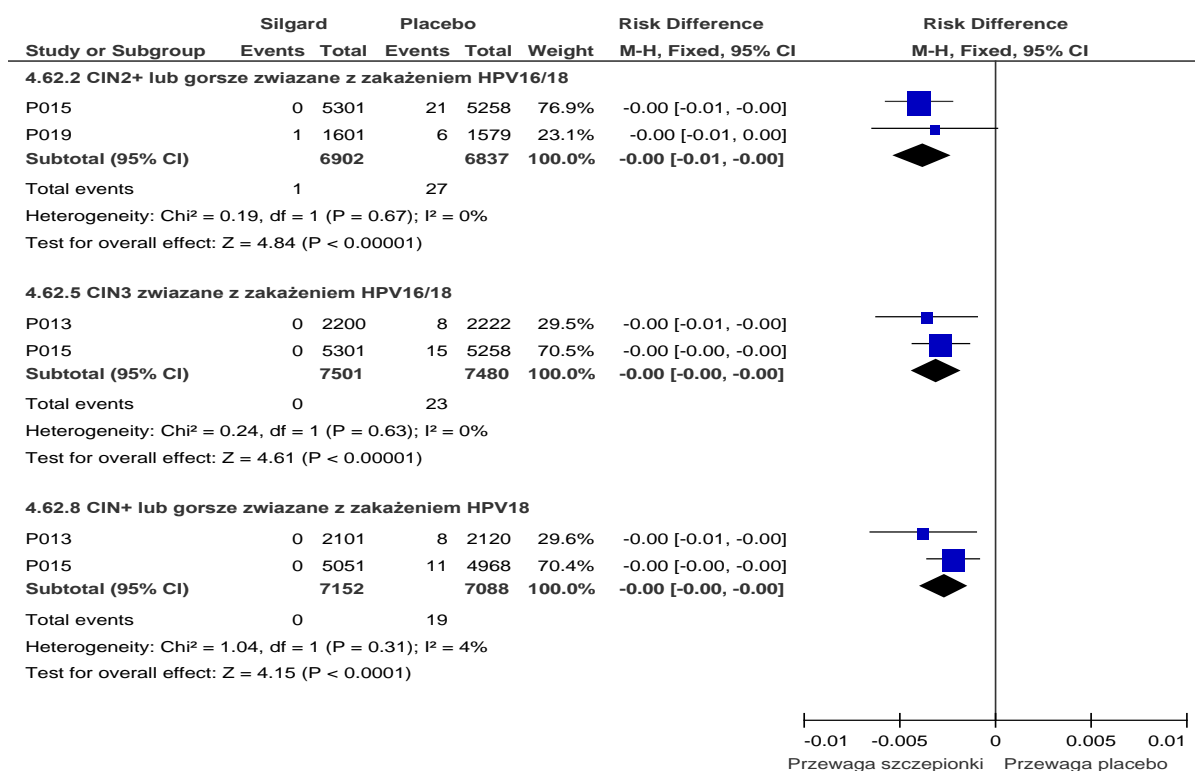 Silgard Placebo Risk Difference Risk Difference
Study or Subgroup Events Total Events Total Weight M-H, Fixed, 95% CI M-H, Fixed, 95% CI
4.62.2 CIN2+ lub gorsze zwiazane z zakażeniem HPV16/18
P015 0 5301 21 5258 76.9% -0.00 [-0.01, -0.00]
P019 1 1601 6 1579 23.1% -0.00 [-0.01, 0.00]
Subtotal (95% CI) 6902 6837 100.0% -0.00 [-0.01, -0.00]
Total events 1 27
Heterogeneity: Chi² = 0.19, df = 1 (P = 0.67); I² = 0%
Test for overall effect: Z = 4.84 (P < 0.00001)
4.62.5 CIN3 zwiazane z zakażeniem HPV16/18
P013 0 2200 8 2222 29.5% -0.00 [-0.01, -0.00]
P015 0 5301 15 5258 70.5% -0.00 [-0.00, -0.00]
Subtotal (95% CI) 7501 7480 100.0% -0.00 [-0.00, -0.00]
Total events 0 23
Heterogeneity: Chi² = 0.24, df = 1 (P = 0.63); I² = 0%
Test for overall effect: Z = 4.61 (P < 0.00001)
4.62.8 CIN+ lub gorsze zwiazane z zakażeniem HPV18
P013 0 2101 8 2120 29.6% -0.00 [-0.01, -0.00]
P015 0 5051 11 4968 70.4% -0.00 [-0.00, -0.00]
Subtotal (95% CI) 7152 7088 100.0% -0.00 [-0.00, -0.00]
Total events 0 19
Heterogeneity: Chi² = 1.04, df = 1 (P = 0.31); I² = 4%
Test for overall effect: Z = 4.15 (P < 0.0001)
-0.01 -0.005 0 0.005 0.01
Przewaga szczepionki Przewaga placebo